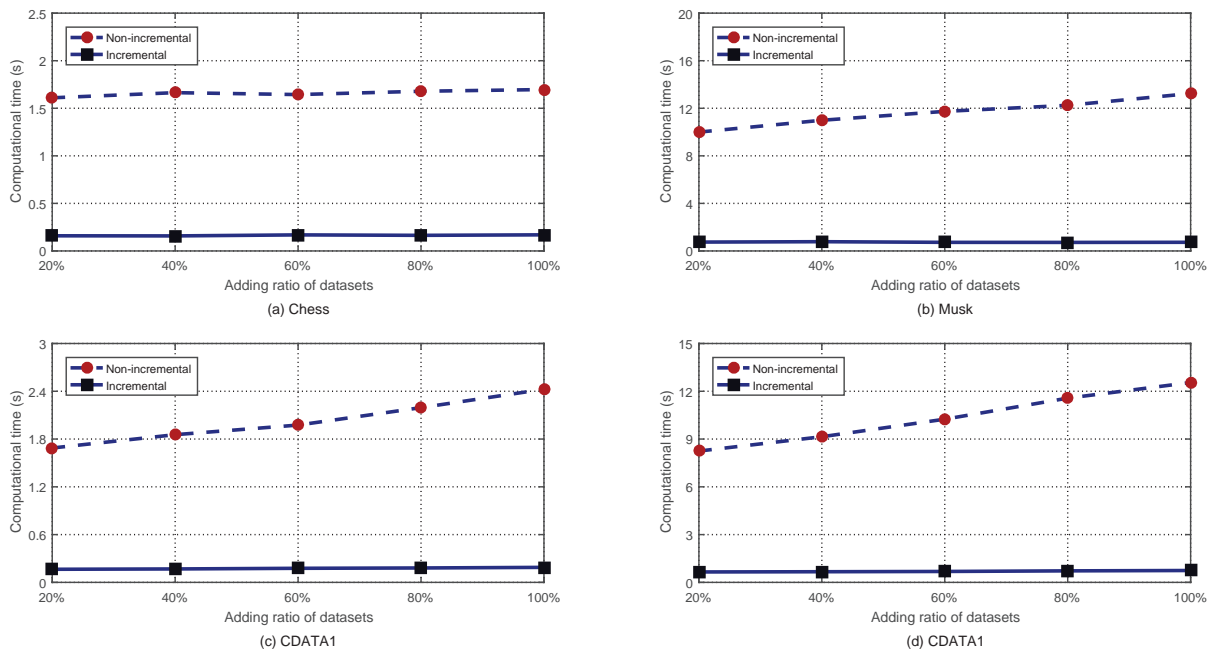 2.5
2
1.5
1
0.5
0
Computational time (s)
Non-incremental
Incremental
20%
40%
60%
80%
100%
Adding ratio of datasets
(a) Chess
20
16
12
8
4
0
Computational time (s)
Non-incremental
Incremental
20%
40%
60%
80%
100%
Adding ratio of datasets
(b) Musk
3
2.4
1.8
1.2
0.6
0
Computational time (s)
Non-incremental
Incremental
20%
40%
60%
80%
100%
Adding ratio of datasets
(c) CDATA1
15
12
9
6
3
0
Computational time (s)
Non-incremental
Incremental
20%
40%
60%
80%
100%
Adding ratio of datasets
(d) CDATA1